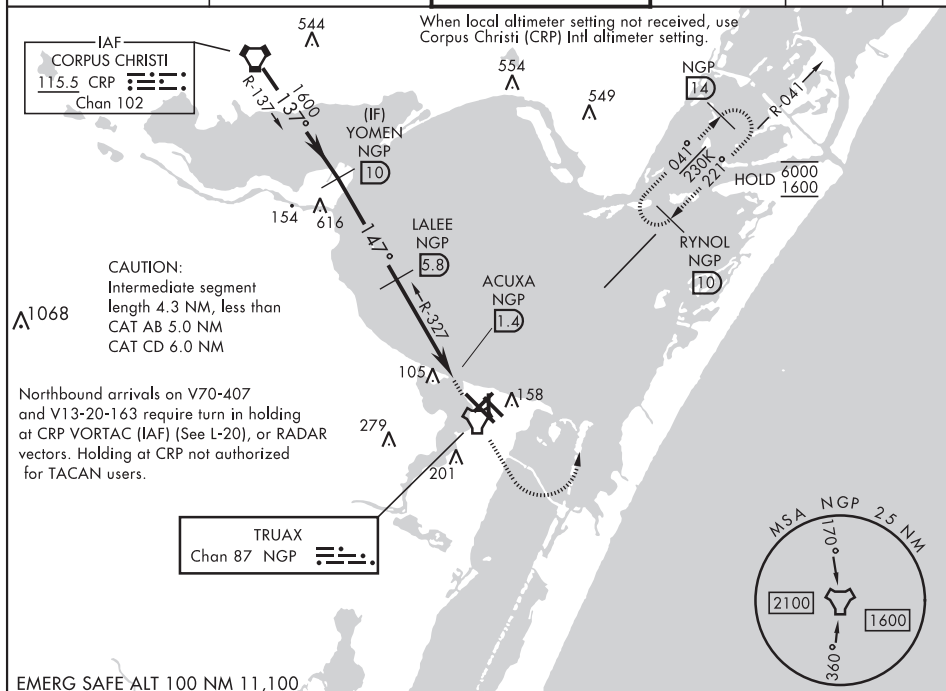 544
When local altimeter setting not received, use
Corpus Christi (CRP) Intl altimeter setting.
IAF
CORPUS CHRISTI
115.5 CRP
Chan 102
R-137
1600
137°
554
549
NGP
14
R-041
041°
230K
221°
HOLD 6000
1600
(IF)
YOMEN
NGP
10
154
616
147°
LALEE
NGP
5.8
R-327
RYNOL
NGP
10
ACUXA
NGP
1.4
CAUTION:
Intermediate segment
length 4.3 NM, less than
CAT AB 5.0 NM
CAT CD 6.0 NM
1068
105
158
Northbound arrivals on V70-407
and V13-20-163 require turn in holding
at CRP VORTAC (IAF) (See L-20), or RADAR
vectors. Holding at CRP not authorized
for TACAN users.
279
201
TRUAX
Chan 87 NGP
MSA NGP 25 NM
170°
2100
1600
360°
EMERG SAFE ALT 100 NM 11,100